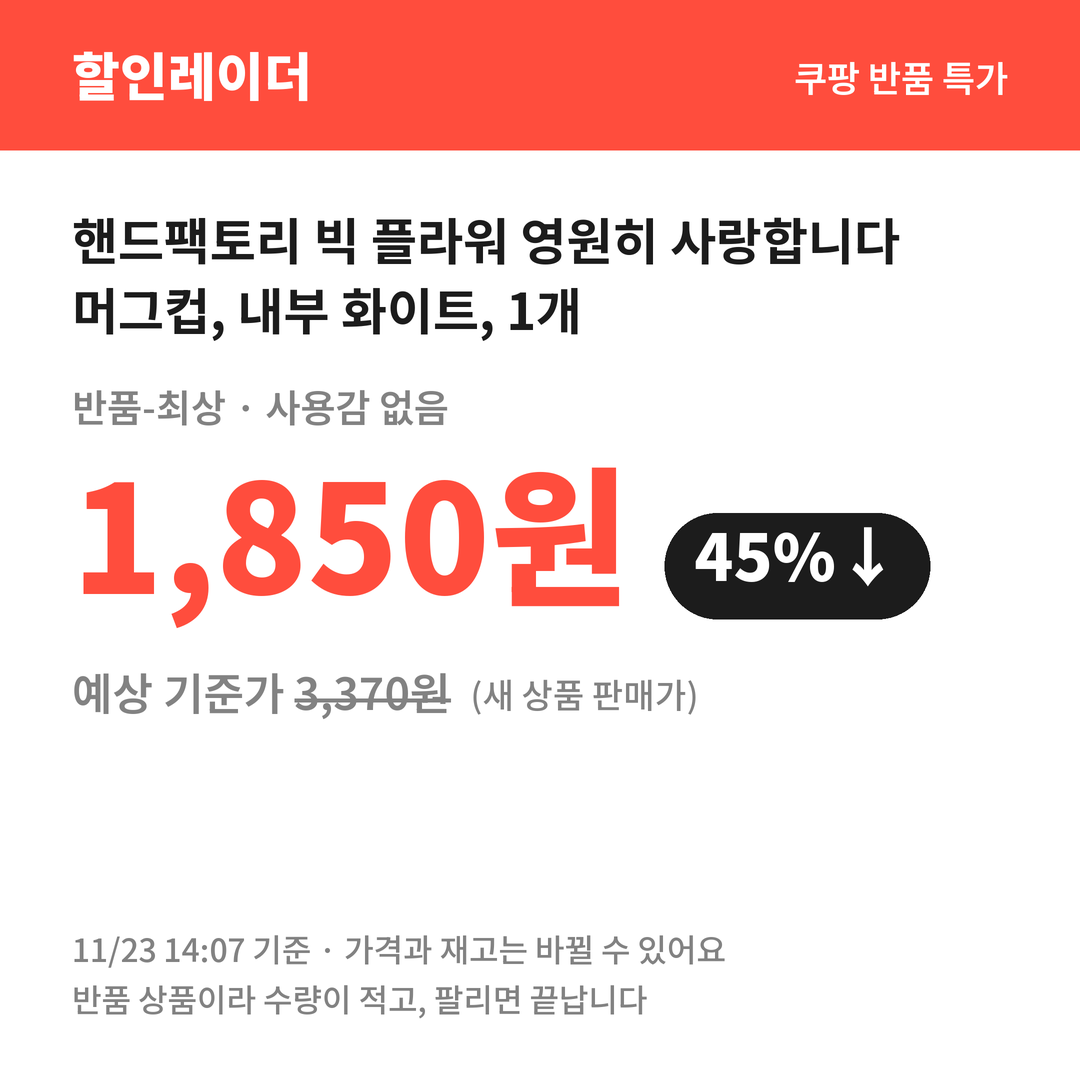 할인레이더
쿠팡 반품 특가
핸드팩토리 빅 플라워 영원히 사랑합니다
머그컵, 내부 화이트, 1개
반품-최상 · 사용감 없음
1,850원 45%↓
예상 기준가 3,370원 (새 상품 판매가)
11/23 14:07 기준 · 가격과 재고는 바뀔 수 있어요
반품 상품이라 수량이 적고, 팔리면 끝납니다